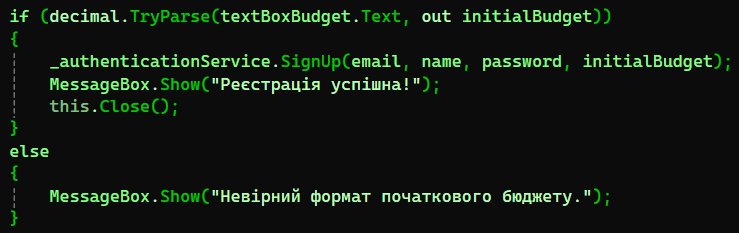 if (decimal.TryParse(textBoxBudget.Text, out initialBudget))
{
_authenticationService.SignUp(email, name, password, initialBudget);
MessageBox.Show("Реєстрація успішна!");
this.Close();
}
else
{
MessageBox.Show("Невірний формат початкового бюджету.");
}